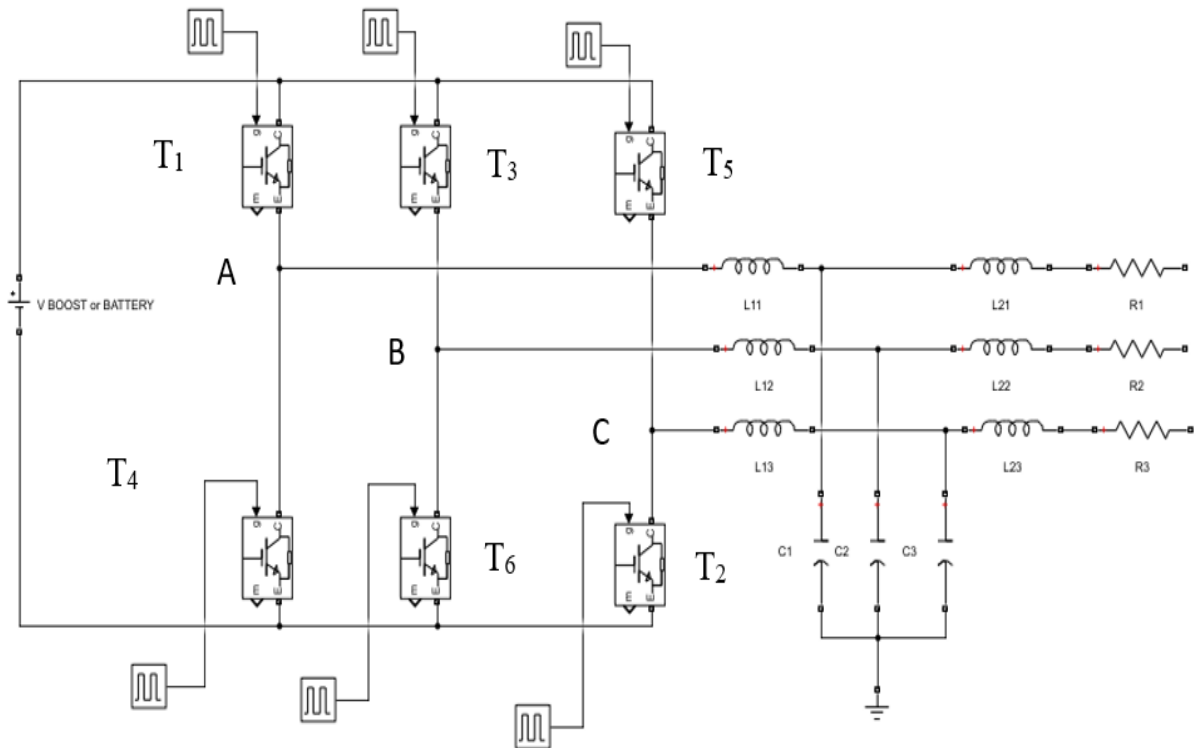 g
C
m
E
T1
g
C
m
E
T3
g
C
m
E
T5
A
+
V BOOST or BATTERY
+
L11
+
L21
+
R1
B
+
L12
+
L22
+
R2
C
+
L13
+
L23
+
R3
T4
g
C
m
E
g
C
m
E
T6
g
C
m
E
T2
+
C1
+
C2
+
C3